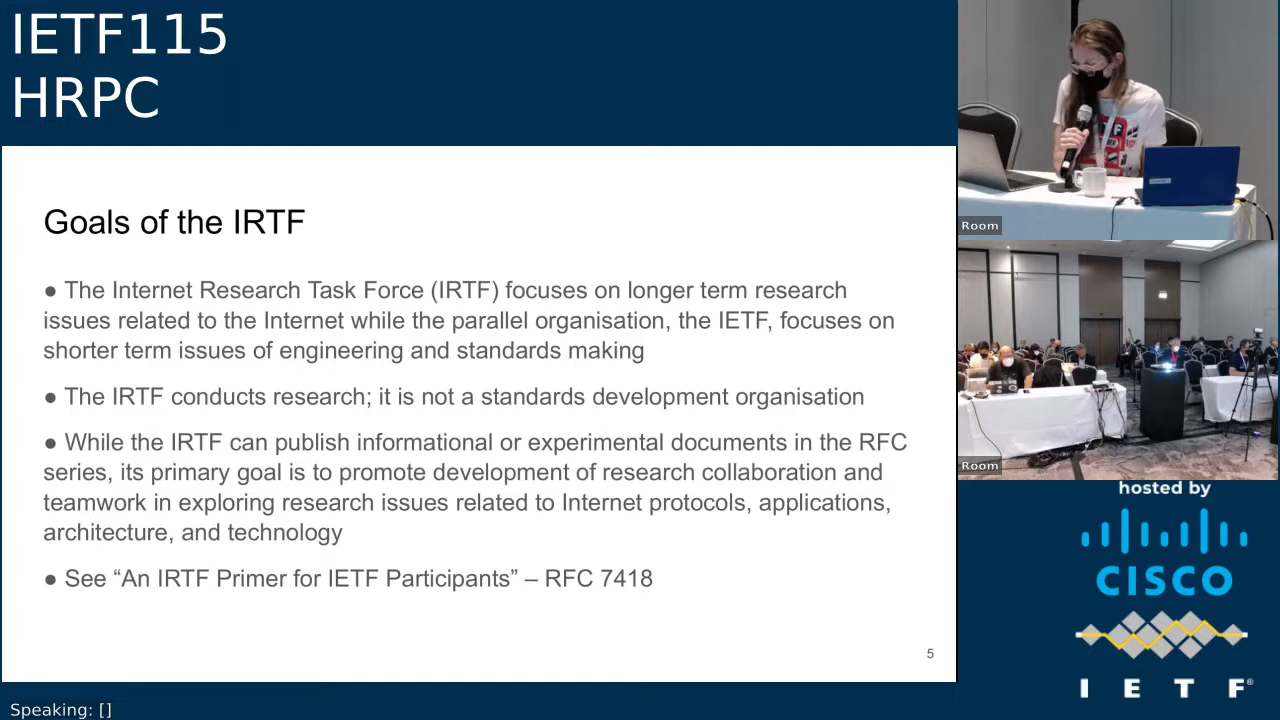 IETF115
HRPC
Goals of the IRTF
● The Internet Research Task Force (IRTF) focuses on longer term research
issues related to the Internet while the parallel organisation, the IETF, focuses on
shorter term issues of engineering and standards making
● The IRTF conducts research; it is not a standards development organisation
● While the IRTF can publish informational or experimental documents in the RFC
series, its primary goal is to promote development of research collaboration and
teamwork in exploring research issues related to Internet protocols, applications,
architecture, and technology
● See “An IRTF Primer for IETF Participants” – RFC 7418
5
Speaking: []
Room
Room
hosted by
CISCO
I E T F®